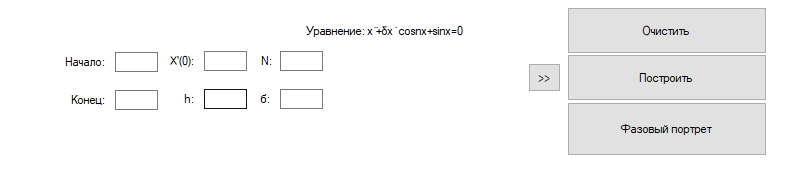 Уравнение: x¨+δx˙cosnx+sinx=0
Очистить
Начало: X'(0): N:
>> Построить
Конец: h: б:
Фазовый портрет